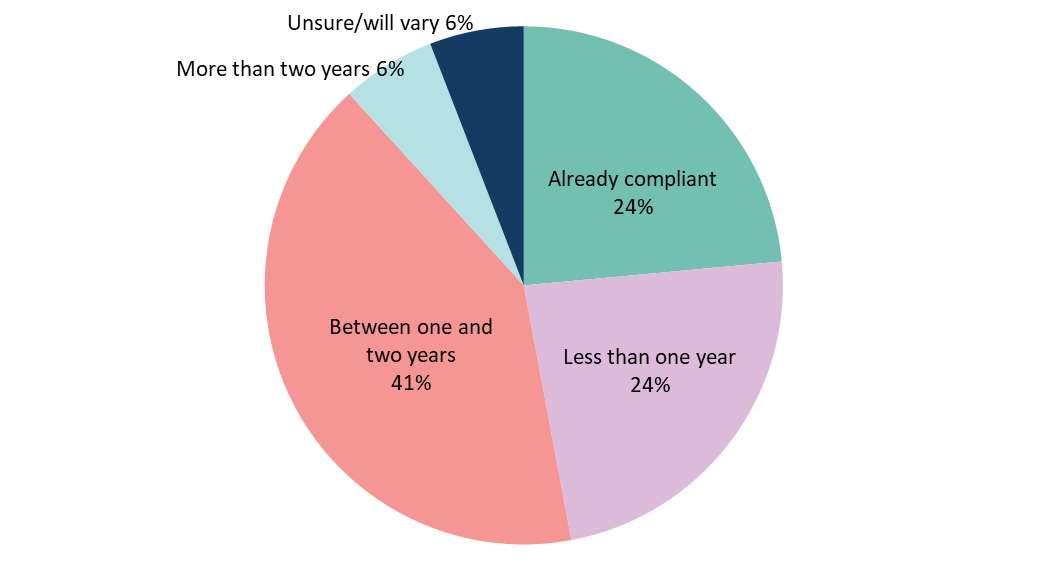 Unsure/will vary 6%
More than two years 6%
Already compliant
24%
Between one and
two years
41%
Less than one year
24%